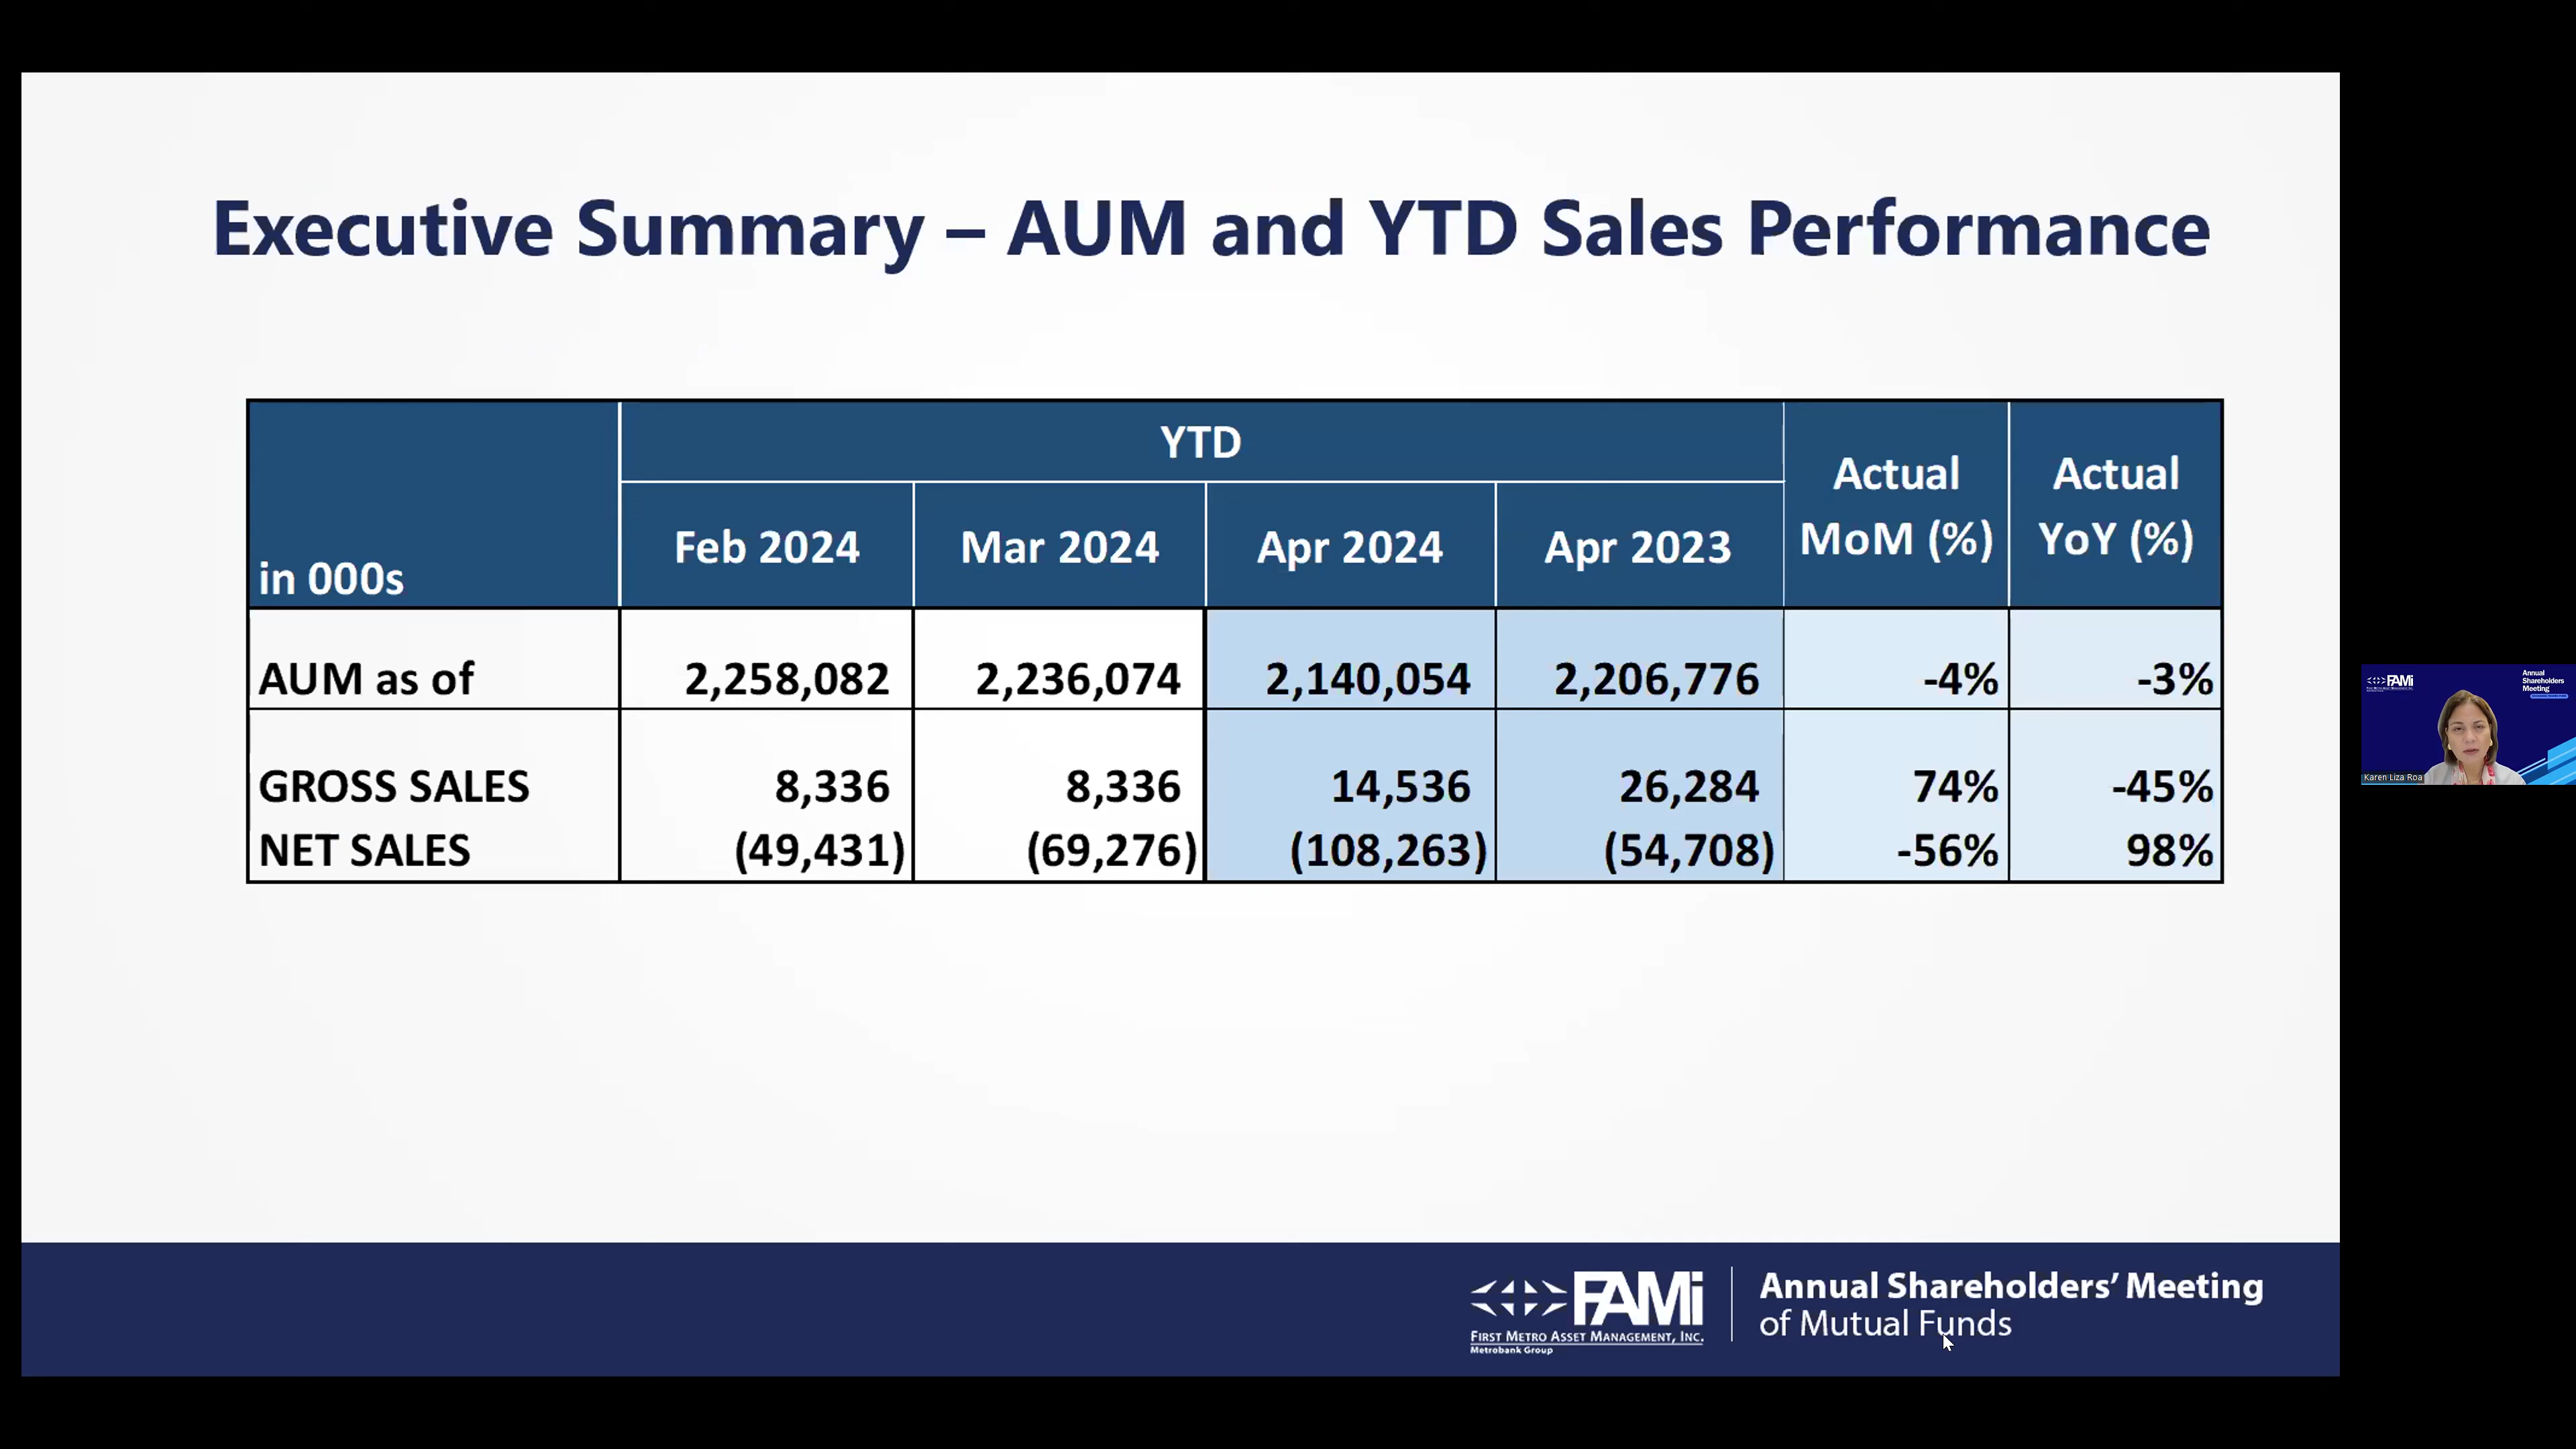 Executive Summary – AUM and YTD Sales Performance
in 000s
YTD
Feb 2024
Mar 2024
Apr 2024
Apr 2023
Actual
MoM (%)
Actual
YoY (%)
AUM as of 2,258,082 2,236,074 2,140,054 2,206,776 -4% -3%
GROSS SALES 8,336 8,336 14,536 26,284 74% -45%
NET SALES (49,431) (69,276) (108,263) (54,708) -56% 98%
FAMi
Annual
Shareholders
Meeting
Karen Liza Roa
FAMi
FIRST METRO ASSET MANAGEMENT, INC.
Metrobank Group
Annual Shareholders’ Meeting
of Mutual Funds